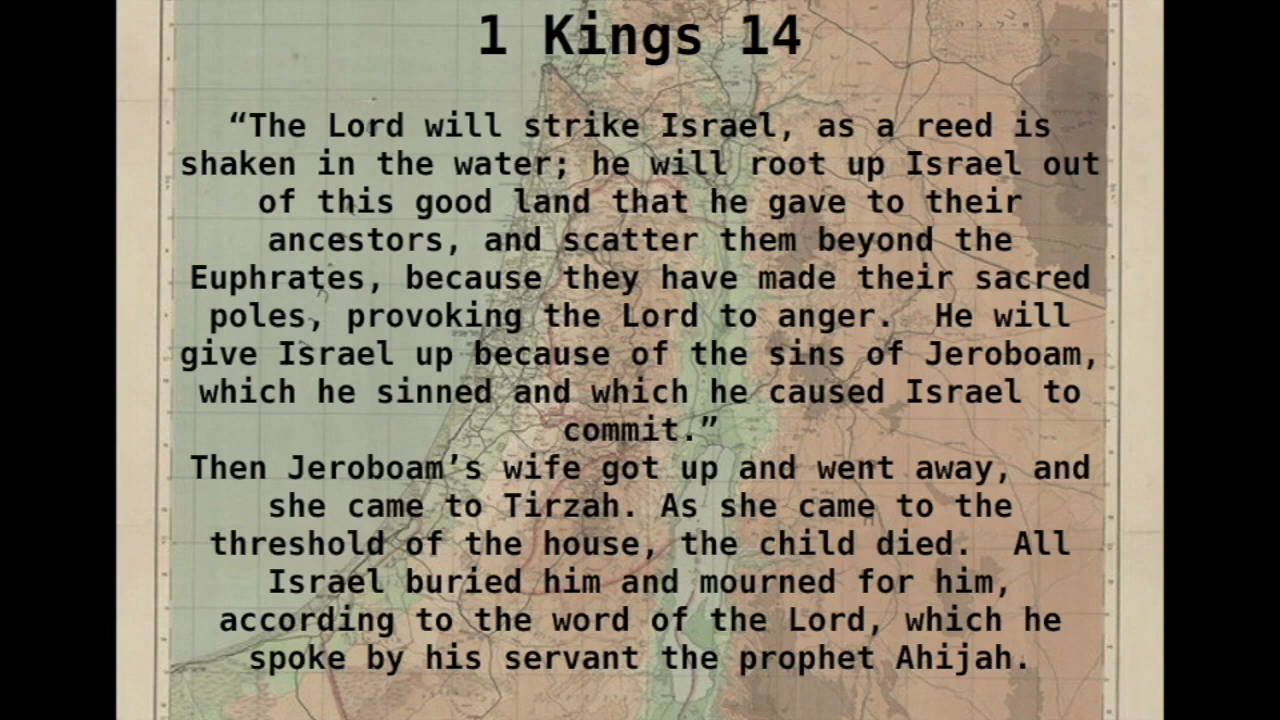 1 Kings 14
“The Lord will strike Israel, as a reed is
shaken in the water; he will root up Israel out
of this good land that he gave to their
ancestors, and scatter them beyond the
Euphrates, because they have made their sacred
poles, provoking the Lord to anger.  He will
give Israel up because of the sins of Jeroboam,
which he sinned and which he caused Israel to
commit.”
Then Jeroboam’s wife got up and went away, and
she came to Tirzah. As she came to the
threshold of the house, the child died.  All
Israel buried him and mourned for him,
according to the word of the Lord, which he
spoke by his servant the prophet Ahijah.